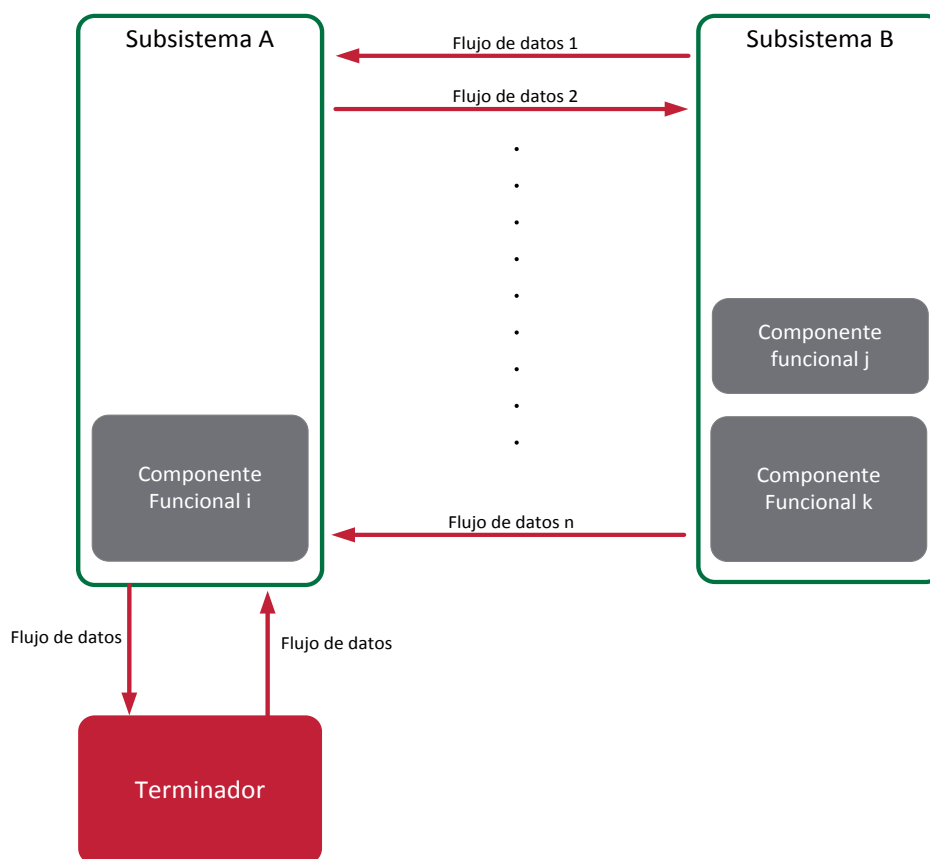 Subsistema A
Flujo de datos 1
Subsistema B
Flujo de datos 2
Componente
funcional j
Componente
Funcional i
Componente
Funcional k
Flujo de datos n
Flujo de datos
Flujo de datos
Terminador